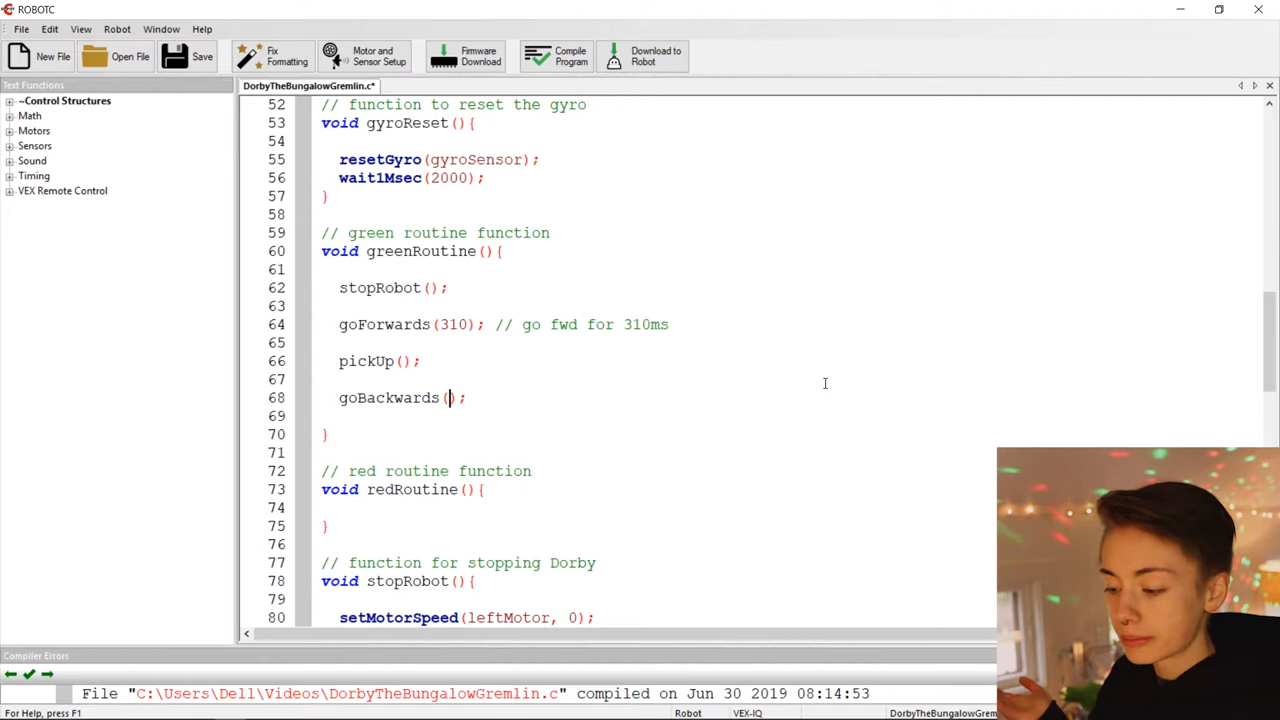 ROBOTC
File Edit View Robot Window Help
New File Open File Save Fix Formatting Motor and Sensor Setup Firmware Download Compile Program Download to Robot
Text Functions
DorbyTheBungalowGremlin.c*
~Control Structures
Math
Motors
Sensors
Sound
Timing
VEX Remote Control
52 // function to reset the gyro
53 void gyroReset(){
54
55 resetGyro(gyroSensor);
56 wait1Msec(2000);
57 }
58
59 // green routine function
60 void greenRoutine(){
61
62 stopRobot();
63
64 goForwards(310); // go fwd for 310ms
65
66 pickUp();
67
68 goBackwards();
69
70 }
71
72 // red routine function
73 void redRoutine(){
74
75 }
76
77 // function for stopping Dorby
78 void stopRobot(){
79
80 setMotorSpeed(leftMotor, 0);
Compiler Errors
File "C:\Users\Dell\Videos\DorbyTheBungalowGremlin.c" compiled on Jun 30 2019 08:14:53
For Help, press F1 Robot VEX-IQ DorbyTheBungalowGremlin